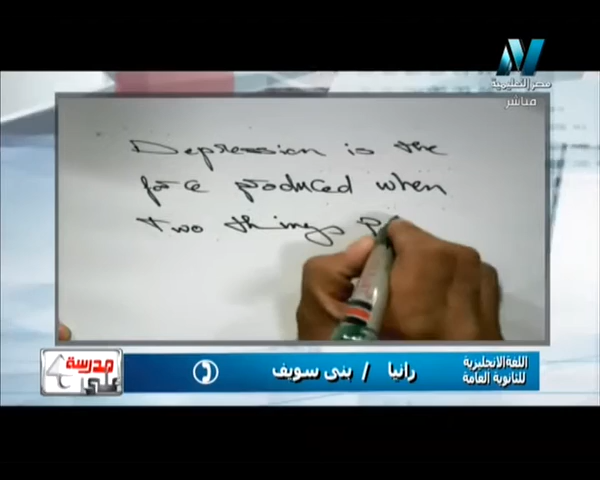 مصر التعليمية
مباشر
Depression is the
force produced when
two things p
مدرسة
على
رانيا / بنى سويف
اللغة الانجليزية
للثانوية العامة